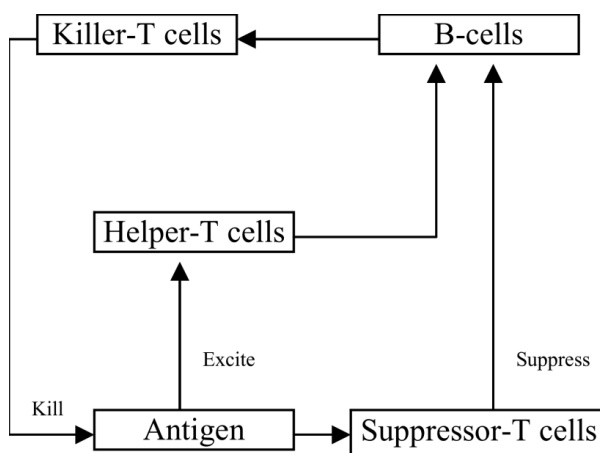 Killer-T cells
B-cells
Helper-T cells
Excite
Suppress
Kill
Antigen
Suppressor-T cells